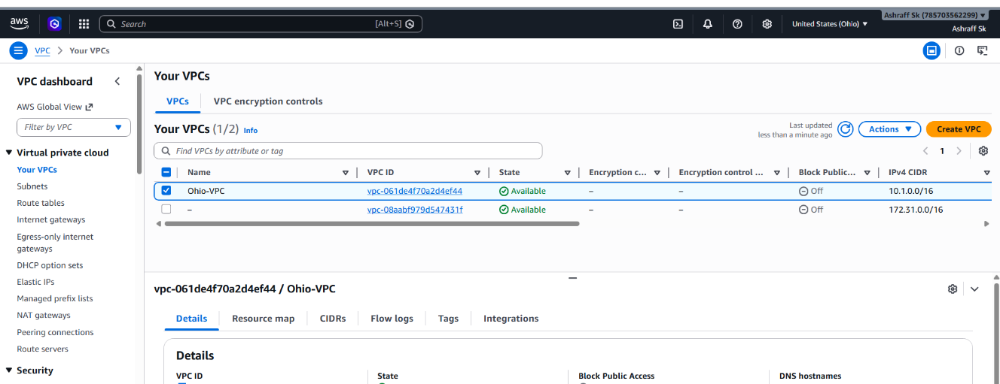 aws
Search [Alt+S]
United States (Ohio)
Ashraff Sk (785703562299)
Ashraff Sk
VPC > Your VPCs
VPC dashboard
AWS Global View
Filter by VPC
Virtual private cloud
Your VPCs
Subnets
Route tables
Internet gateways
Egress-only internet
gateways
DHCP option sets
Elastic IPs
Managed prefix lists
NAT gateways
Peering connections
Route servers
Security
Your VPCs
VPCs VPC encryption controls
Your VPCs (1/2) Info
Last updated
less than a minute ago
Actions
Create VPC
Find VPCs by attribute or tag
1
Name VPC ID State Encryption c... Encryption control ... Block Public... IPv4 CIDR
Ohio-VPC vpc-061de4f70a2d4ef44 Available – – Off 10.1.0.0/16
– vpc-08aabf979d547431f Available – – Off 172.31.0.0/16
vpc-061de4f70a2d4ef44 / Ohio-VPC
Details Resource map CIDRs Flow logs Tags Integrations
Details
VPC ID State Block Public Access DNS hostnames